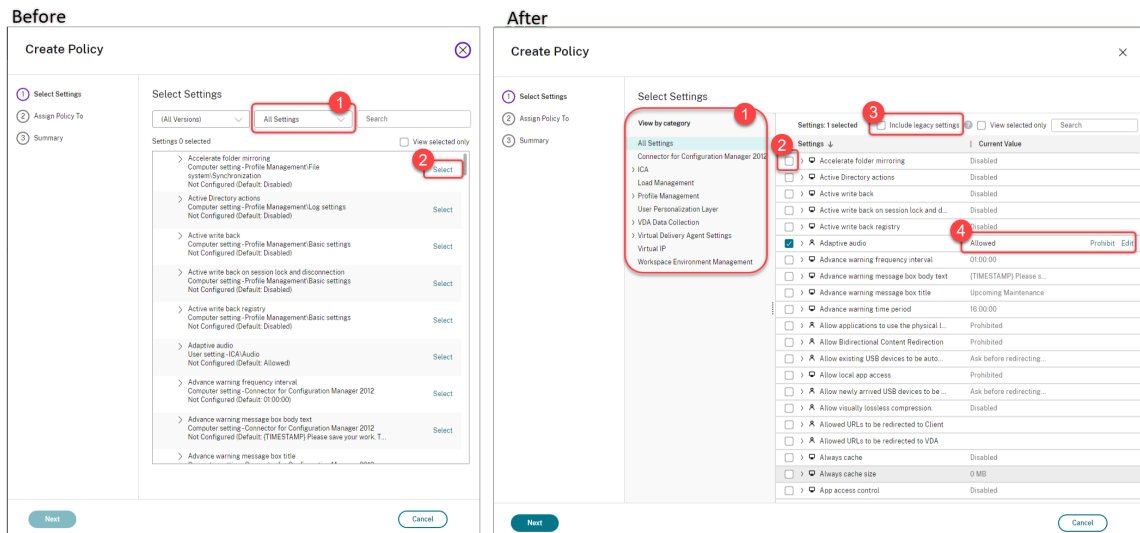 Before
Create Policy
1 Select Settings
2 Assign Policy To
3 Summary
Select Settings
(All Versions)
All Settings
1
Search
Settings 0 selected
View selected only
Accelerate folder mirroring
Computer setting - Profile Management\File
system\Synchronization
Not Configured (Default: Disabled)
2
Select
Active Directory actions
Computer setting - Profile Management\Log settings
Not Configured (Default: Disabled)
Select
Active write back
Computer setting - Profile Management\Basic settings
Not Configured (Default: Disabled)
Select
Active write back on session lock and disconnection
Computer setting - Profile Management\Basic settings
Not Configured (Default: Disabled)
Select
Active write back registry
Computer setting - Profile Management\Basic settings
Not Configured (Default: Disabled)
Select
Adaptive audio
User setting - ICA\Audio
Not Configured (Default: Allowed)
Select
Advance warning frequency interval
Computer setting - Connector for Configuration Manager 2012
Not Configured (Default: 01:00:00)
Select
Advance warning message box body text
Computer setting - Connector for Configuration Manager 2012
Not Configured (Default: {TIMESTAMP} Please save your work. T...
Select
Advance warning message box title
Next
Cancel
After
Create Policy
1 Select Settings
2 Assign Policy To
3 Summary
Select Settings
1
View by category
All Settings
Connector for Configuration Manager 2012
ICA
Load Management
Profile Management
User Personalization Layer
VDA Data Collection
Virtual Delivery Agent Settings
Virtual IP
Workspace Environment Management
3
Settings: 1 selected
Include legacy settings
View selected only
Search
2
Settings ↓ Current Value
Accelerate folder mirroring Disabled
Active Directory actions Disabled
Active write back Disabled
Active write back on session lock and d... Disabled
Active write back registry Disabled
4
Adaptive audio Allowed Prohibit Edit
Advance warning frequency interval 01:00:00
Advance warning message box body text {TIMESTAMP} Please s...
Advance warning message box title Upcoming Maintenance
Advance warning time period 16:00:00
Allow applications to use the physical l... Prohibited
Allow Bidirectional Content Redirection Prohibited
Allow existing USB devices to be auto... Ask before redirecting...
Allow local app access Prohibited
Allow newly arrived USB devices to be ... Ask before redirecting...
Allow visually lossless compression. Disabled
Allowed URLs to be redirected to Client
Allowed URLs to be redirected to VDA
Always cache Disabled
Always cache size 0 MB
App access control Disabled
Next
Cancel